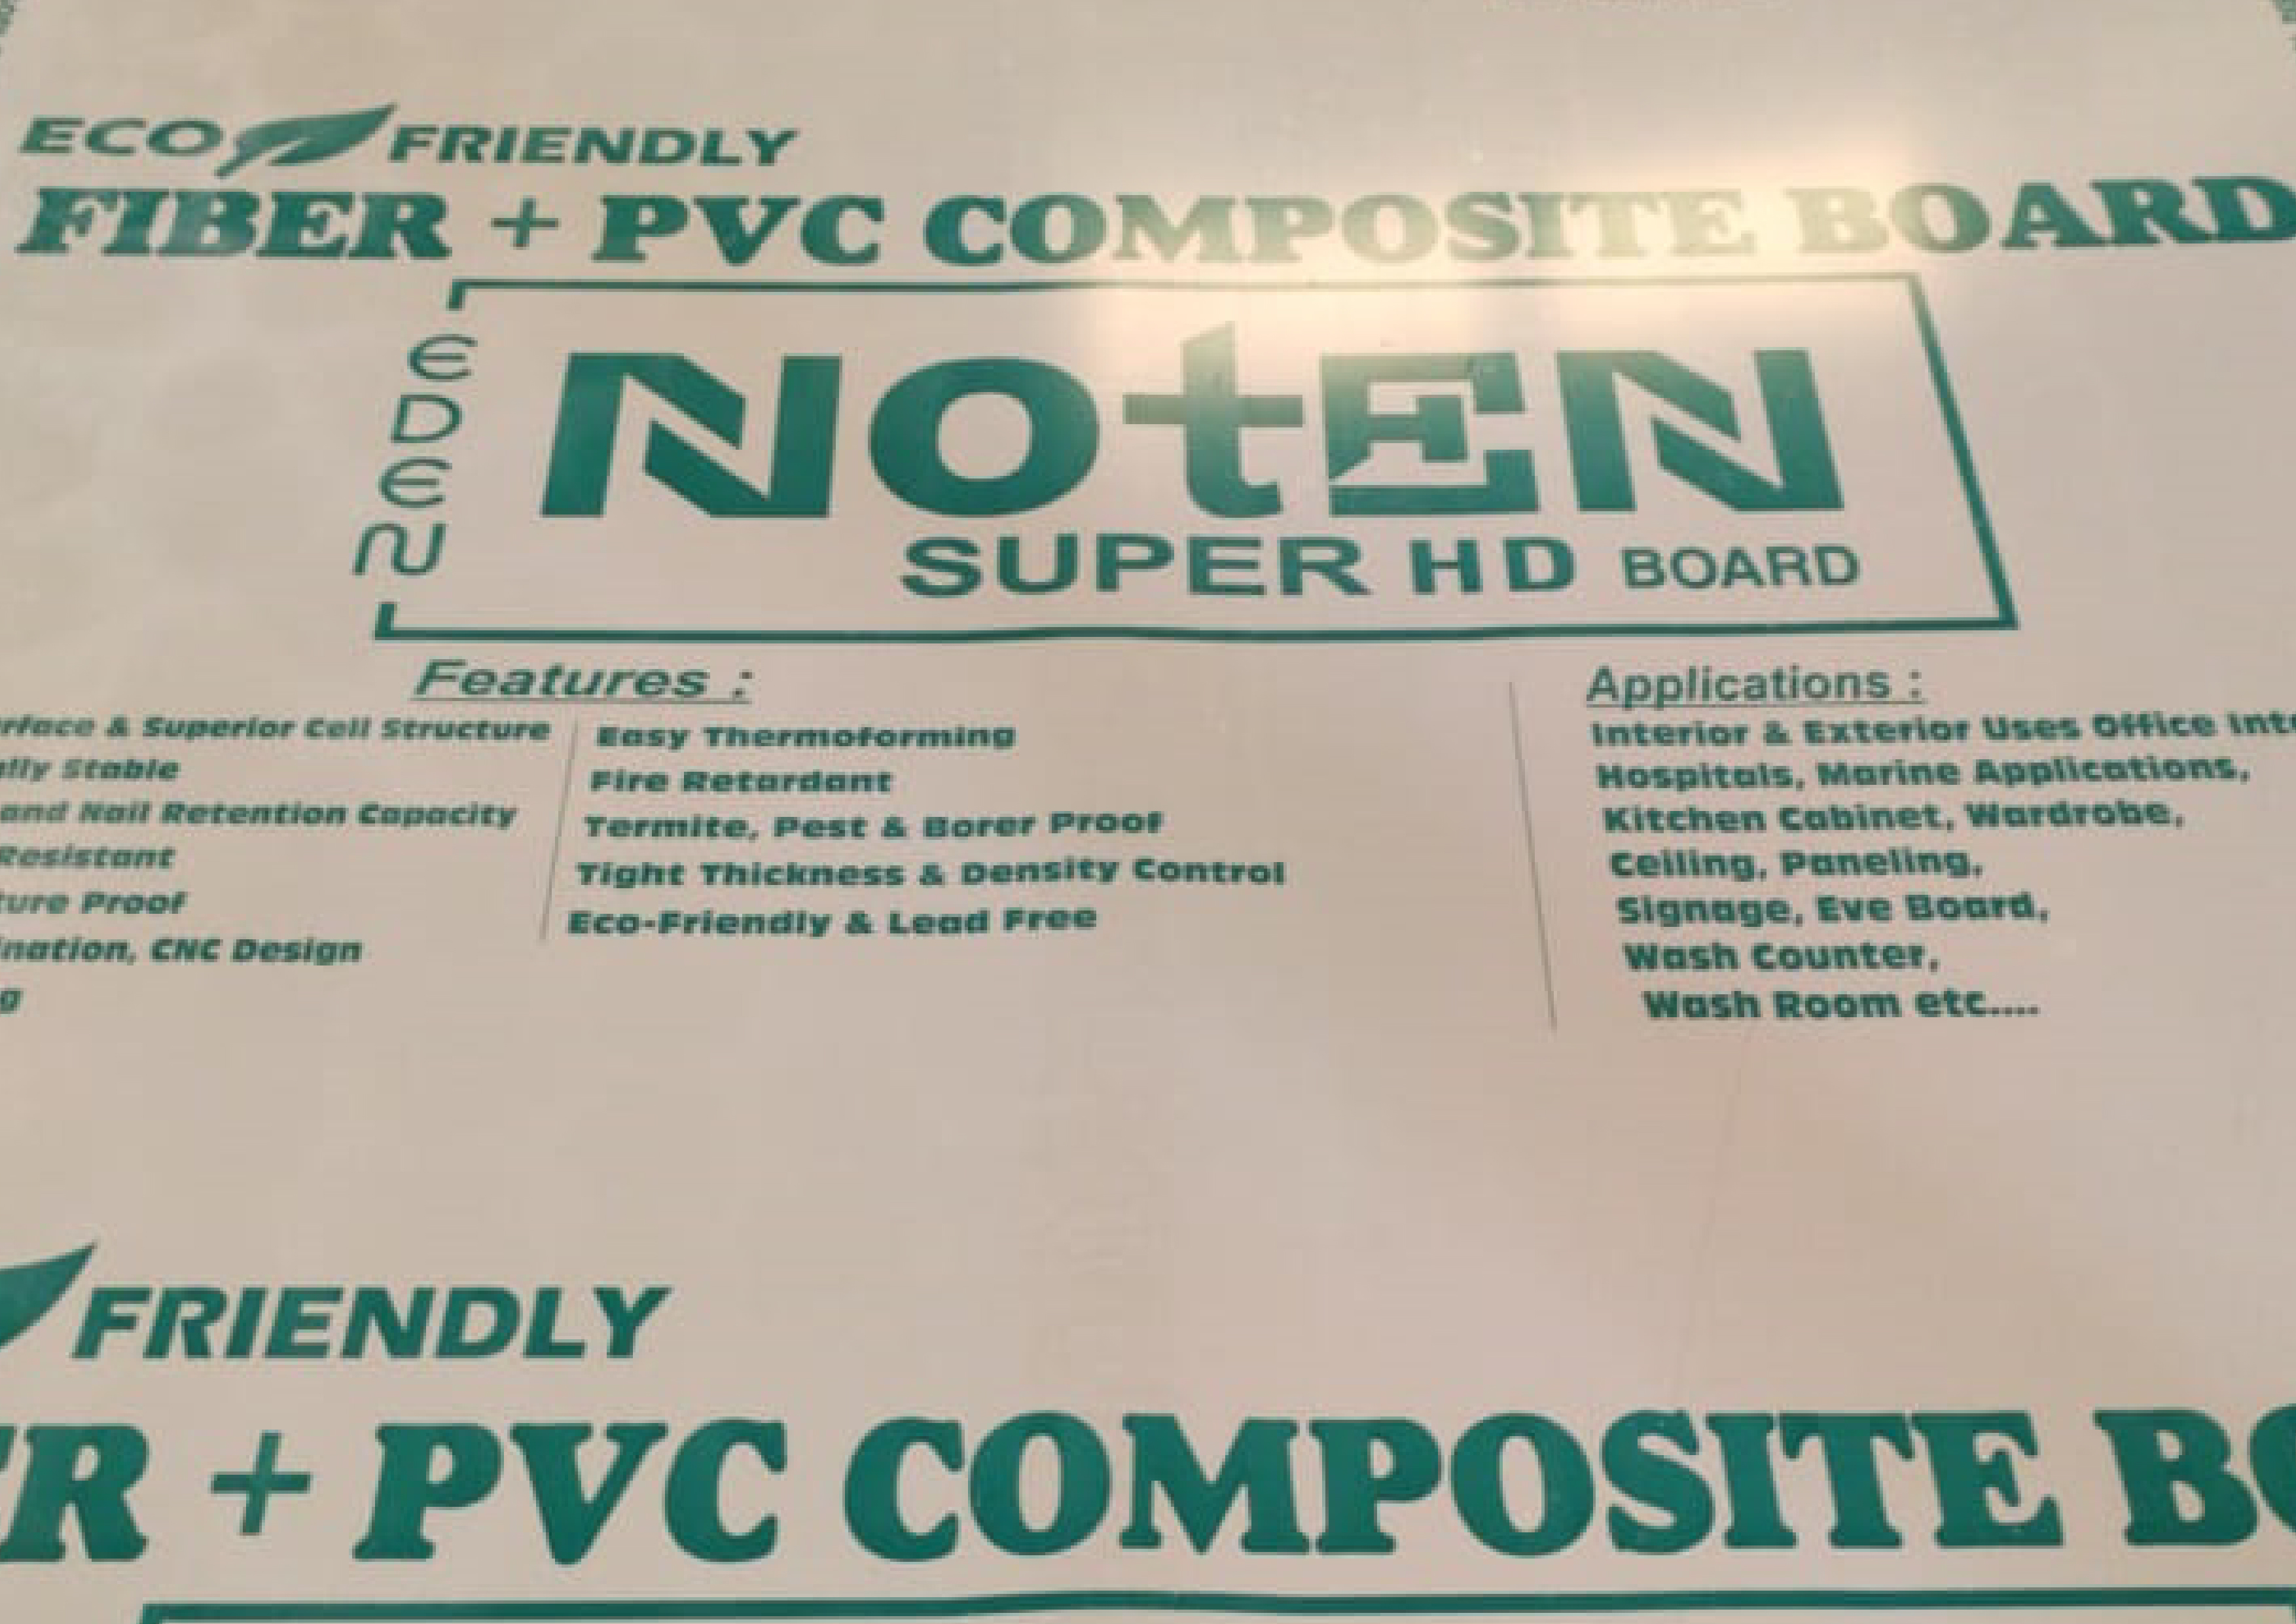 ECO FRIENDLY
FIBER + PVC COMPOSITE BOARD
EDEN
NOtEN
SUPER HD BOARD
Features :
& Superior Cell Structure
Stable
and Nail Retention Capacity
Resistant
Proof
CNC Design
Easy Thermoforming
Fire Retardant
Termite, Pest & Borer Proof
Tight Thickness & Density Control
Eco-Friendly & Lead Free
Applications :
Interior & Exterior Uses Office
Hospitals, Marine Applications,
Kitchen Cabinet, Wardrobe,
Ceiling, Paneling,
Signage, Eve Board,
Wash Counter,
Wash Room etc....
FRIENDLY
+ PVC COMPOSITE